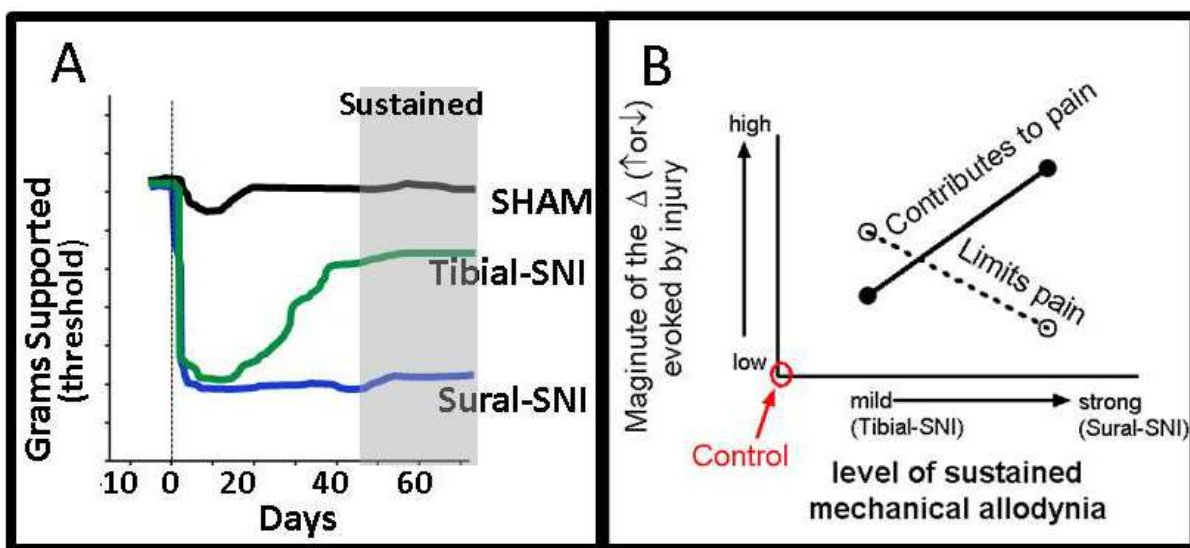 A
Sustained
SHAM
Tibial-SNI
Sural-SNI
Grams Supported
(threshold)
-10 0 20 40 60
Days
B
Maginute of the Δ (↑or↓)
evoked by injury
high
low
Contributes to pain
Limits pain
Control
mild
(Tibial-SNI)
strong
(Sural-SNI)
level of sustained
mechanical allodynia